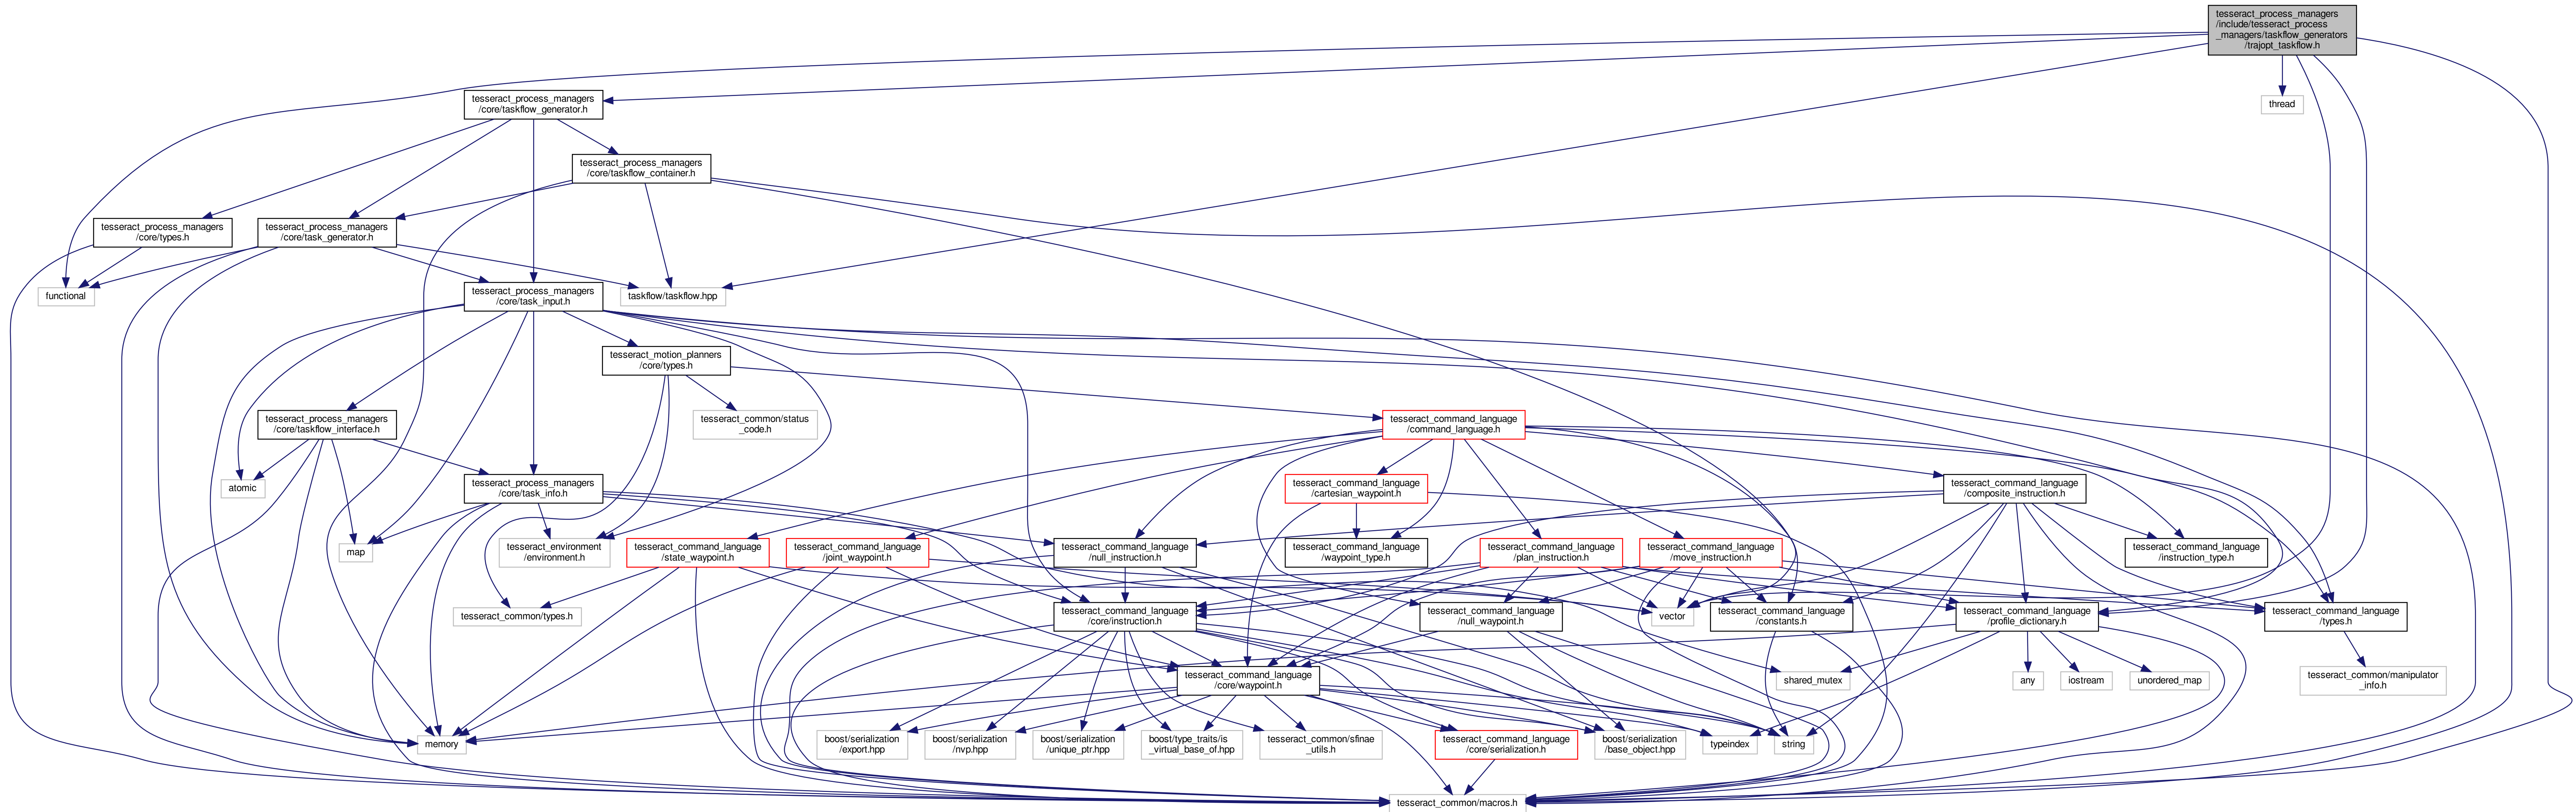 tesseract_process_managers
/include/tesseract_process
_managers/taskflow_generators
/trajopt_taskflow.h
tesseract_process_managers
/core/taskflow_generator.h
thread
tesseract_process_managers
/core/taskflow_container.h
tesseract_process_managers
/core/types.h
tesseract_process_managers
/core/task_generator.h
functional
tesseract_process_managers
/core/task_input.h
taskflow/taskflow.hpp
tesseract_motion_planners
/core/types.h
tesseract_process_managers
/core/taskflow_interface.h
tesseract_common/status
_code.h
tesseract_command_language
/command_language.h
atomic
tesseract_process_managers
/core/task_info.h
tesseract_command_language
/cartesian_waypoint.h
tesseract_command_language
/composite_instruction.h
map
tesseract_environment
/environment.h
tesseract_command_language
/state_waypoint.h
tesseract_command_language
/joint_waypoint.h
tesseract_command_language
/null_instruction.h
tesseract_command_language
/waypoint_type.h
tesseract_command_language
/plan_instruction.h
tesseract_command_language
/move_instruction.h
tesseract_command_language
/instruction_type.h
tesseract_common/types.h
tesseract_command_language
/core/instruction.h
tesseract_command_language
/null_waypoint.h
vector
tesseract_command_language
/constants.h
tesseract_command_language
/profile_dictionary.h
tesseract_command_language
/types.h
tesseract_command_language
/core/waypoint.h
shared_mutex
any
iostream
unordered_map
tesseract_common/manipulator
_info.h
memory
boost/serialization
/export.hpp
boost/serialization
/nvp.hpp
boost/serialization
/unique_ptr.hpp
boost/type_traits/is
_virtual_base_of.hpp
tesseract_common/sfinae
_utils.h
tesseract_command_language
/core/serialization.h
boost/serialization
/base_object.hpp
typeindex
string
tesseract_common/macros.h